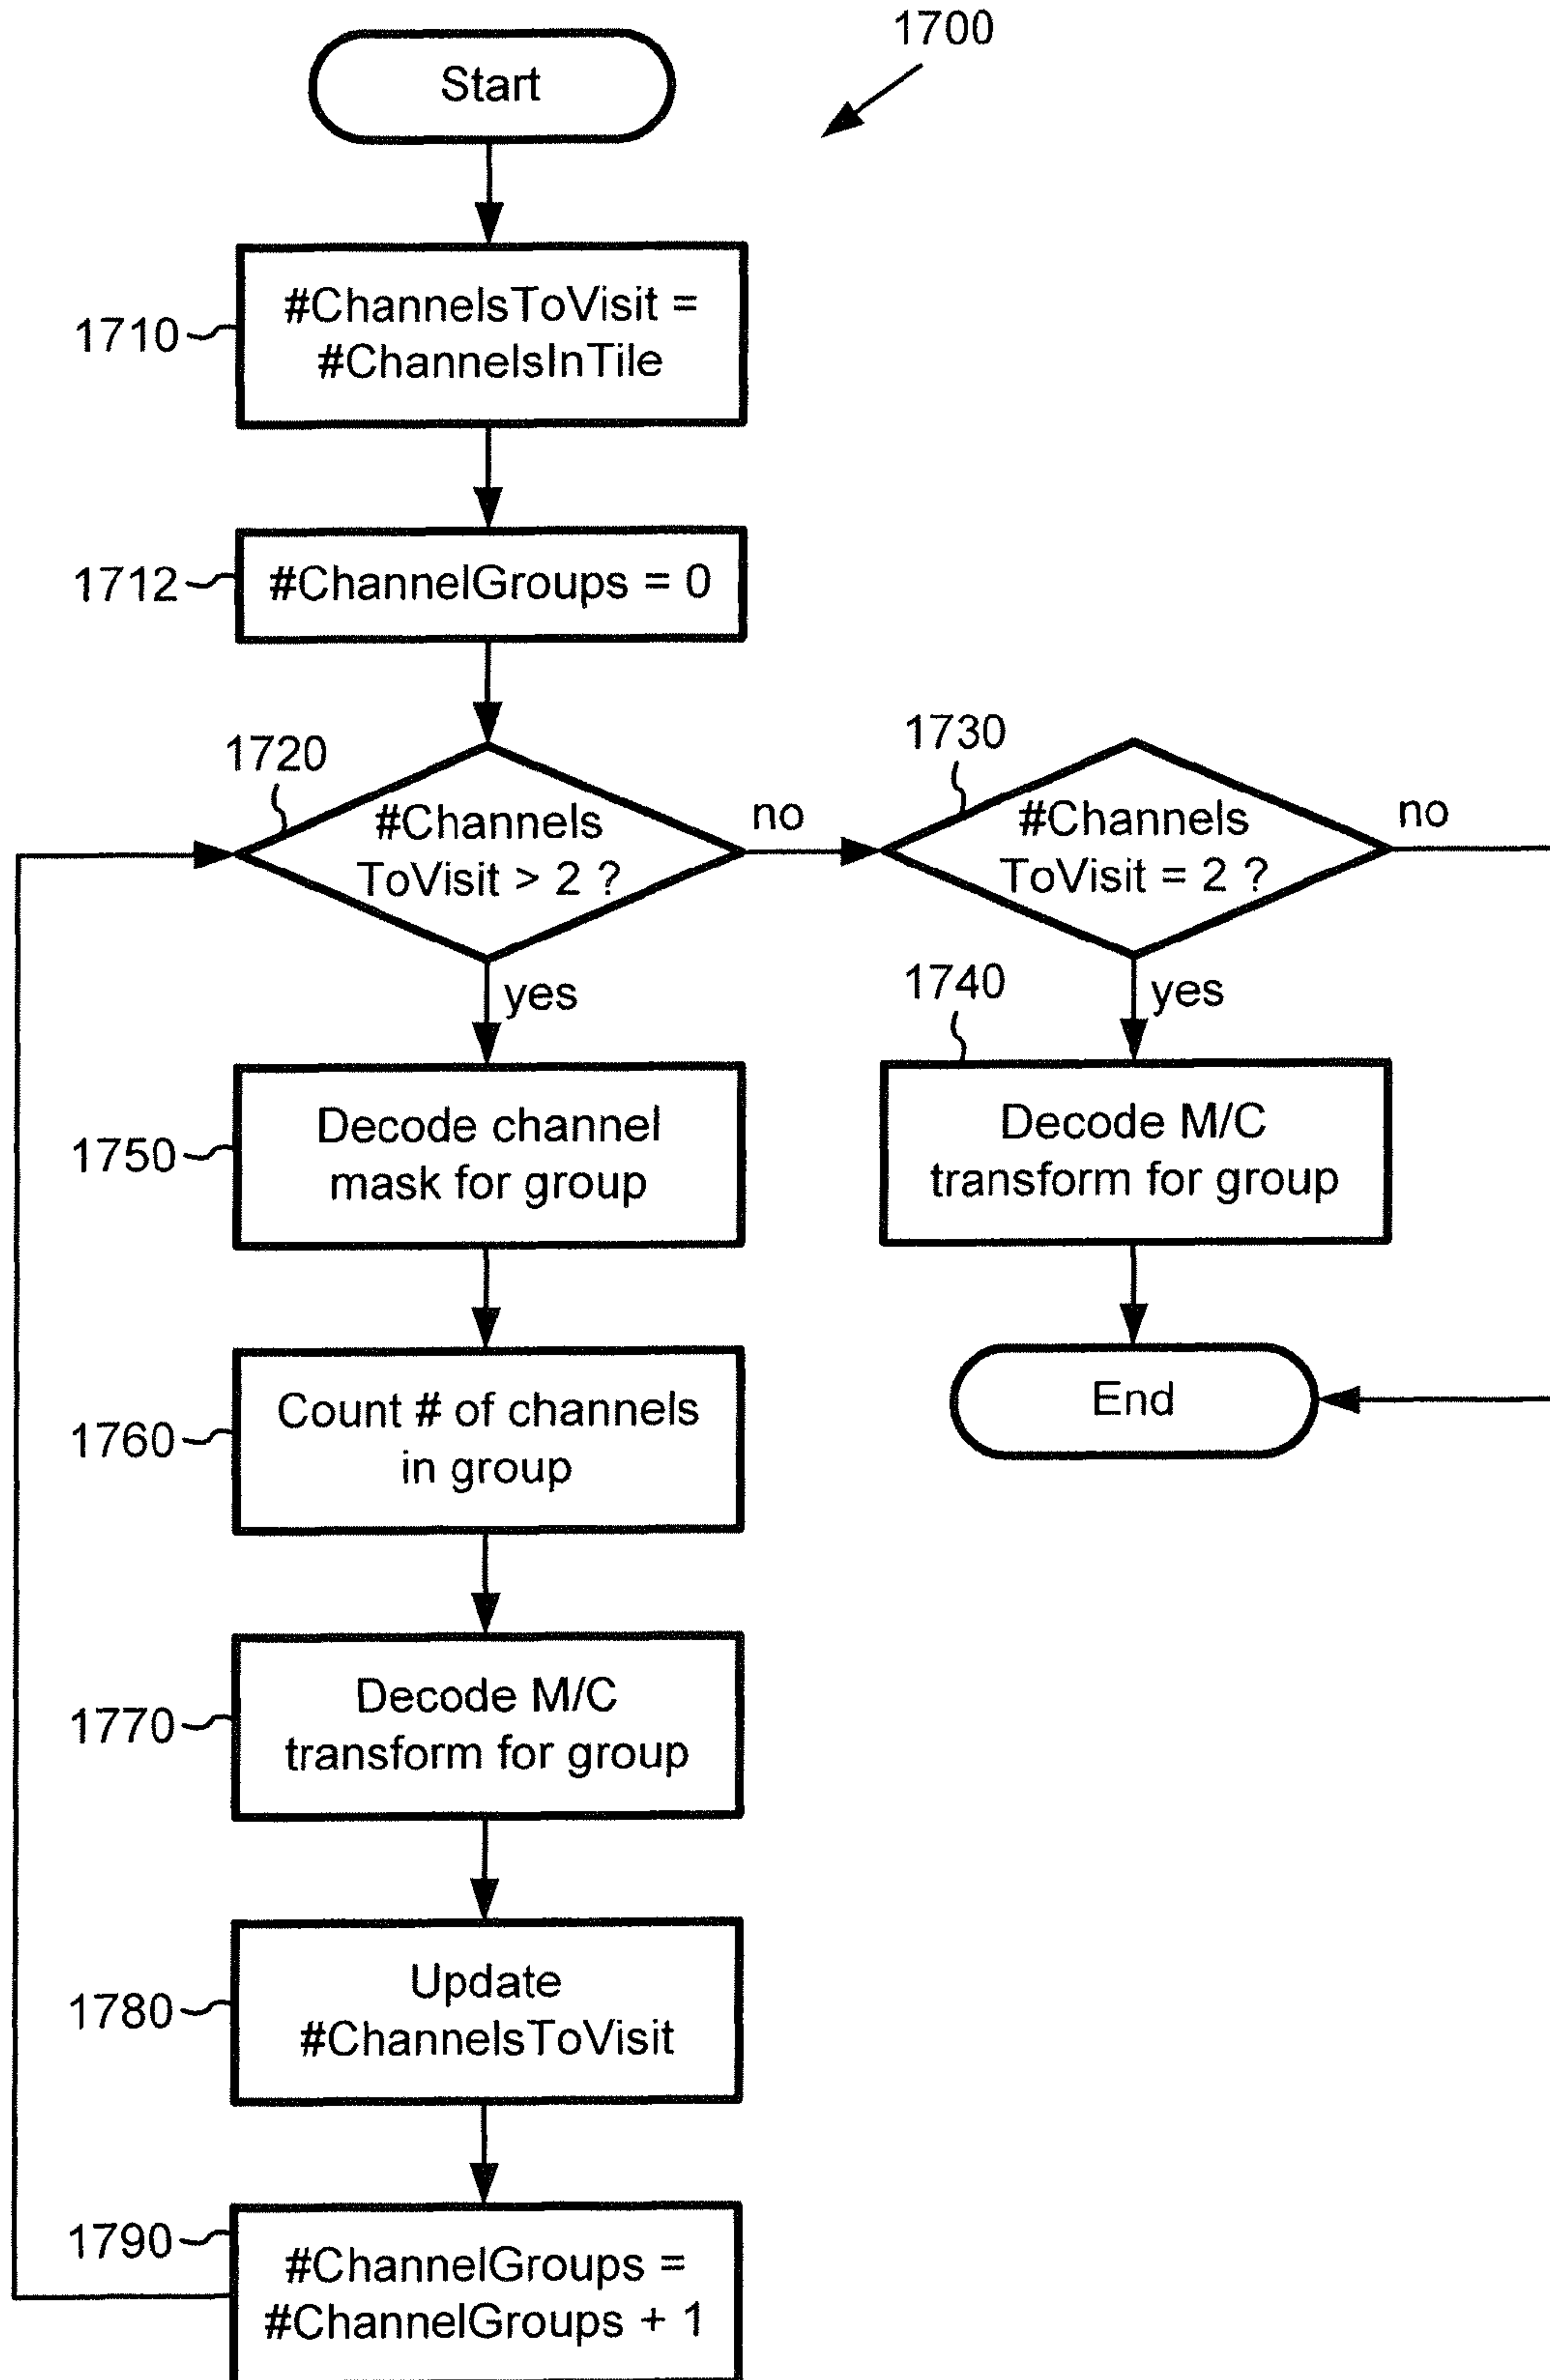 1700
Start
1710
#ChannelsToVisit =
#ChannelsInTile
1712
#ChannelGroups = 0
1720
#Channels
ToVisit > 2 ?
no
yes
1730
#Channels
ToVisit = 2 ?
no
yes
1740
Decode M/C
transform for group
End
1750
Decode channel
mask for group
1760
Count # of channels
in group
1770
Decode M/C
transform for group
1780
Update
#ChannelsToVisit
1790
#ChannelGroups =
#ChannelGroups + 1